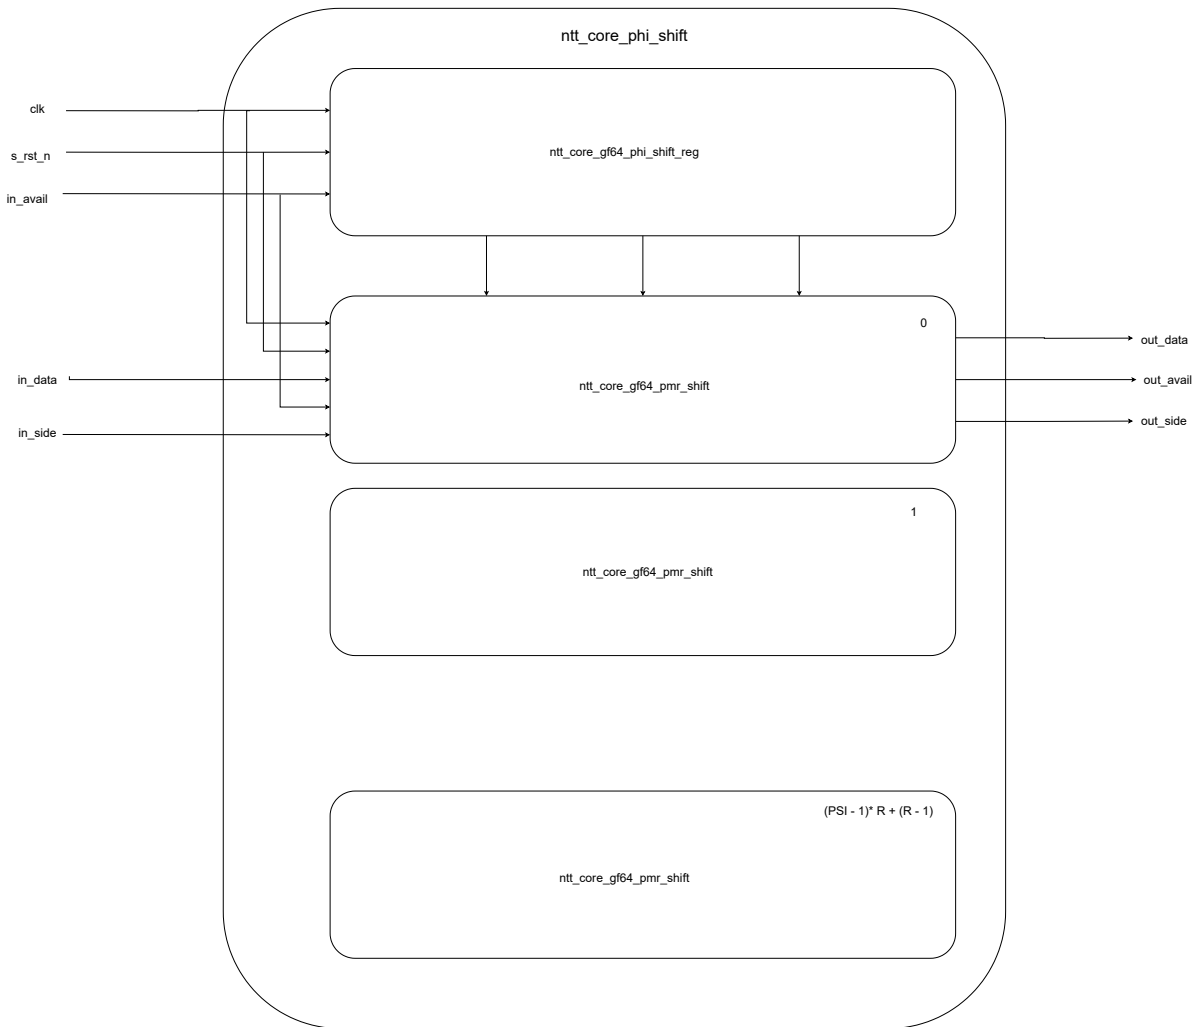 ntt_core_phi_shift
clk
s_rst_n
in_avail
ntt_core_gf64_phi_shift_reg
0
in_data
in_side
ntt_core_gf64_pmr_shift
out_data
out_avail
out_side
1
ntt_core_gf64_pmr_shift
(PSI - 1)* R + (R - 1)
ntt_core_gf64_pmr_shift